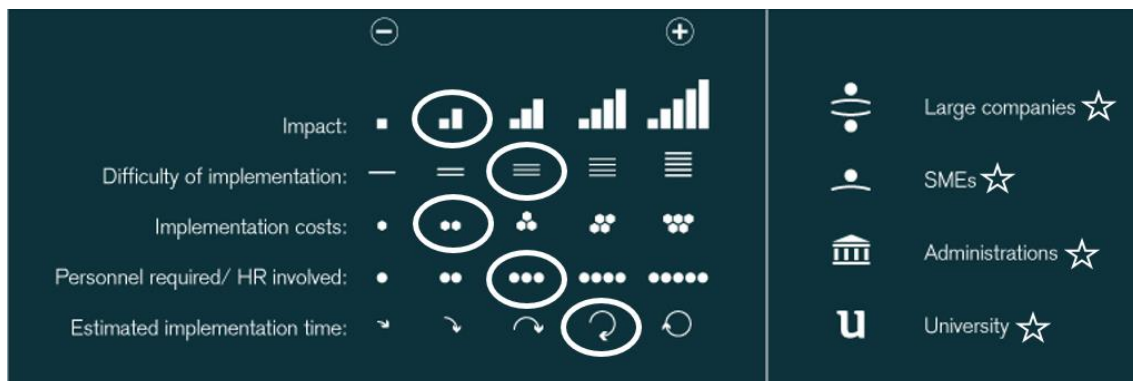 Impact:
Difficulty of implementation:
Implementation costs:
Personnel required/ HR involved:
Estimated implementation time:
Large companies
SMEs
Administrations
u University